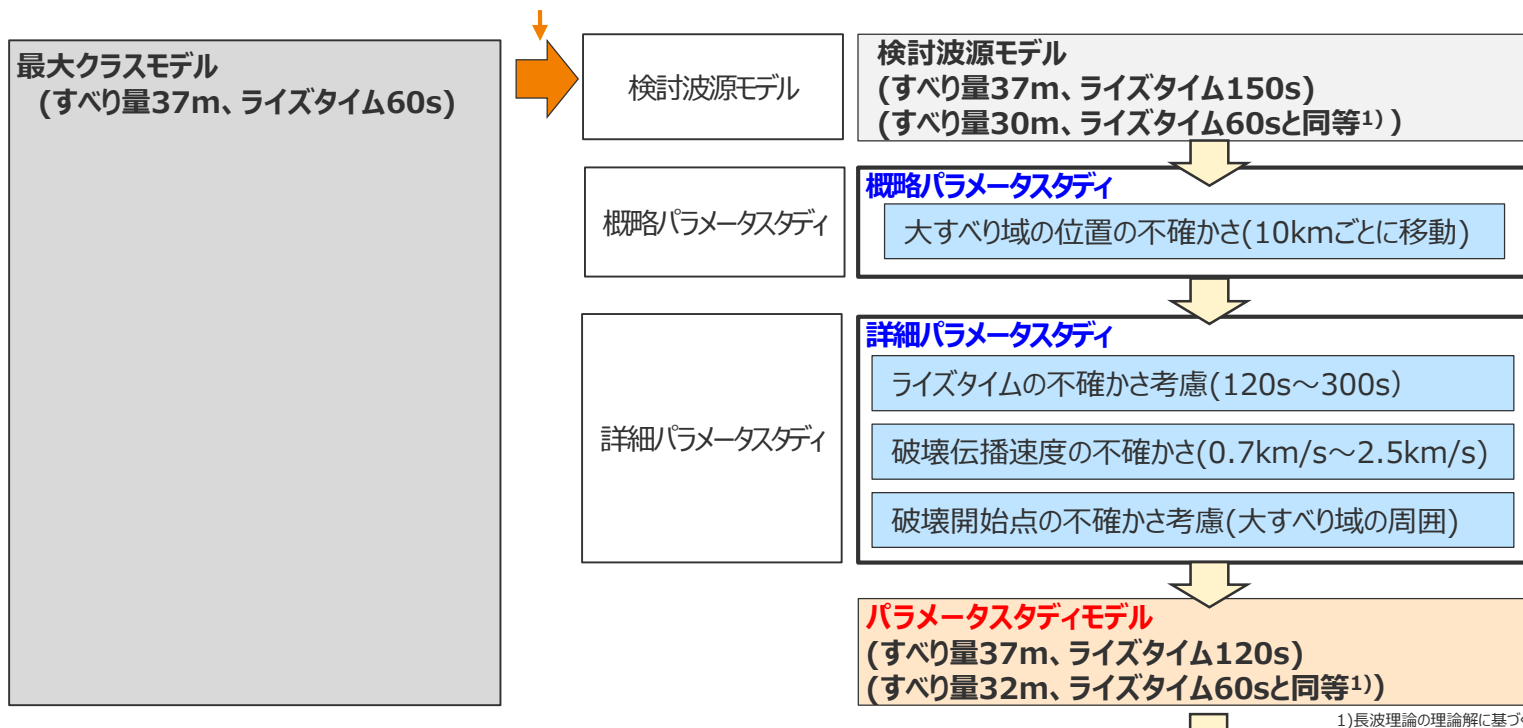 最大クラスモデル
(すべり量37m、ライズタイム60s)
検討波源モデル
検討波源モデル
(すべり量37m、ライズタイム150s)
(すべり量30m、ライズタイム60sと同等1))
概略パラメータスタディ
概略パラメータスタディ
大すべり域の位置の不確かさ(10kmごとに移動)
詳細パラメータスタディ
詳細パラメータスタディ
ライズタイムの不確かさ考慮(120s～300s)
破壊伝播速度の不確かさ(0.7km/s～2.5km/s)
破壊開始点の不確かさ考慮(大すべり域の周囲)
パラメータスタディモデル
(すべり量37m、ライズタイム120s)
(すべり量32m、ライズタイム60sと同等1))
1)長波理論の理論解に基づ